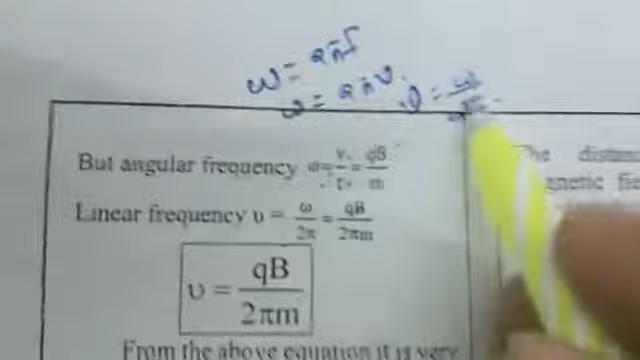 ω = 2πf
ω = 2πυ υ = ω/2π
But angular frequency ω = v/r = qB/m
Linear frequency υ = ω/2π = qB/2πm
υ = qB/2πm
From the above equation it is very
The distan
gnetic fie